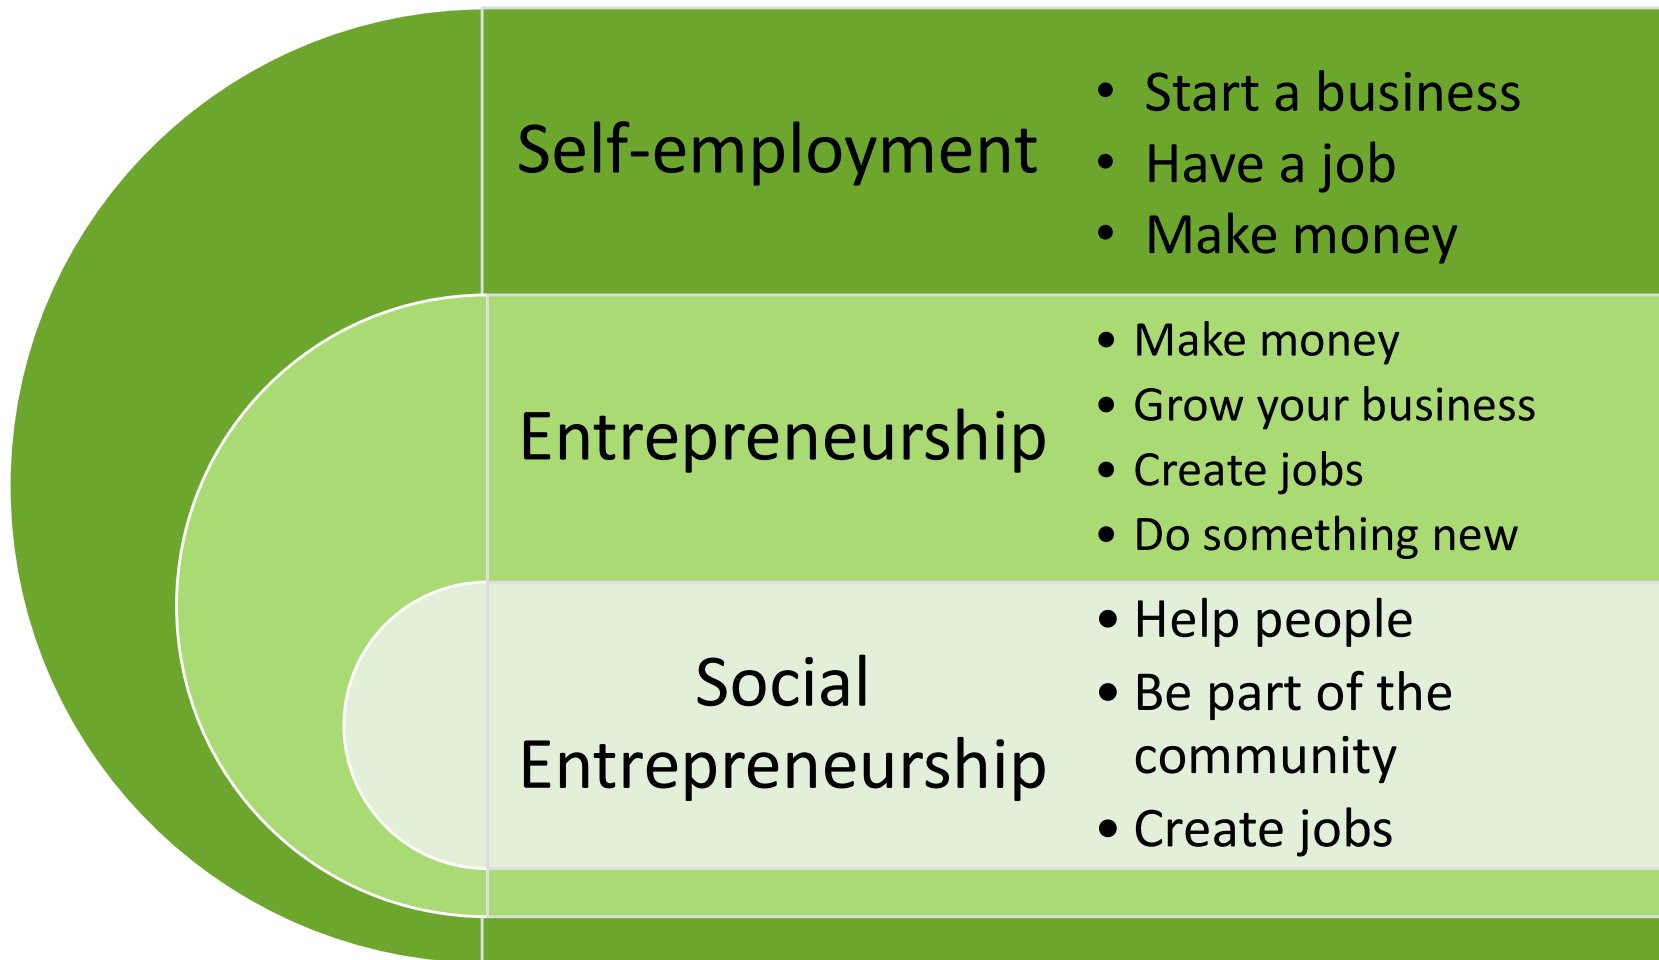 Self-employment
• Start a business
• Have a job
• Make money
Entrepreneurship
• Make money
• Grow your business
• Create jobs
• Do something new
Social
Entrepreneurship
• Help people
• Be part of the
community
• Create jobs